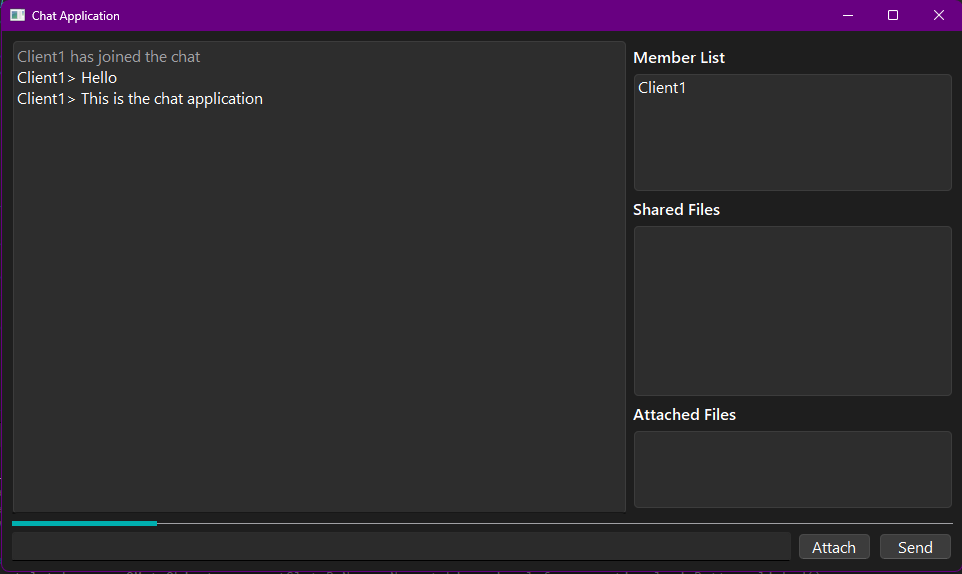 Chat Application
Client1 has joined the chat
Client1> Hello
Client1> This is the chat application
Member List
Client1
Shared Files
Attached Files
Attach
Send